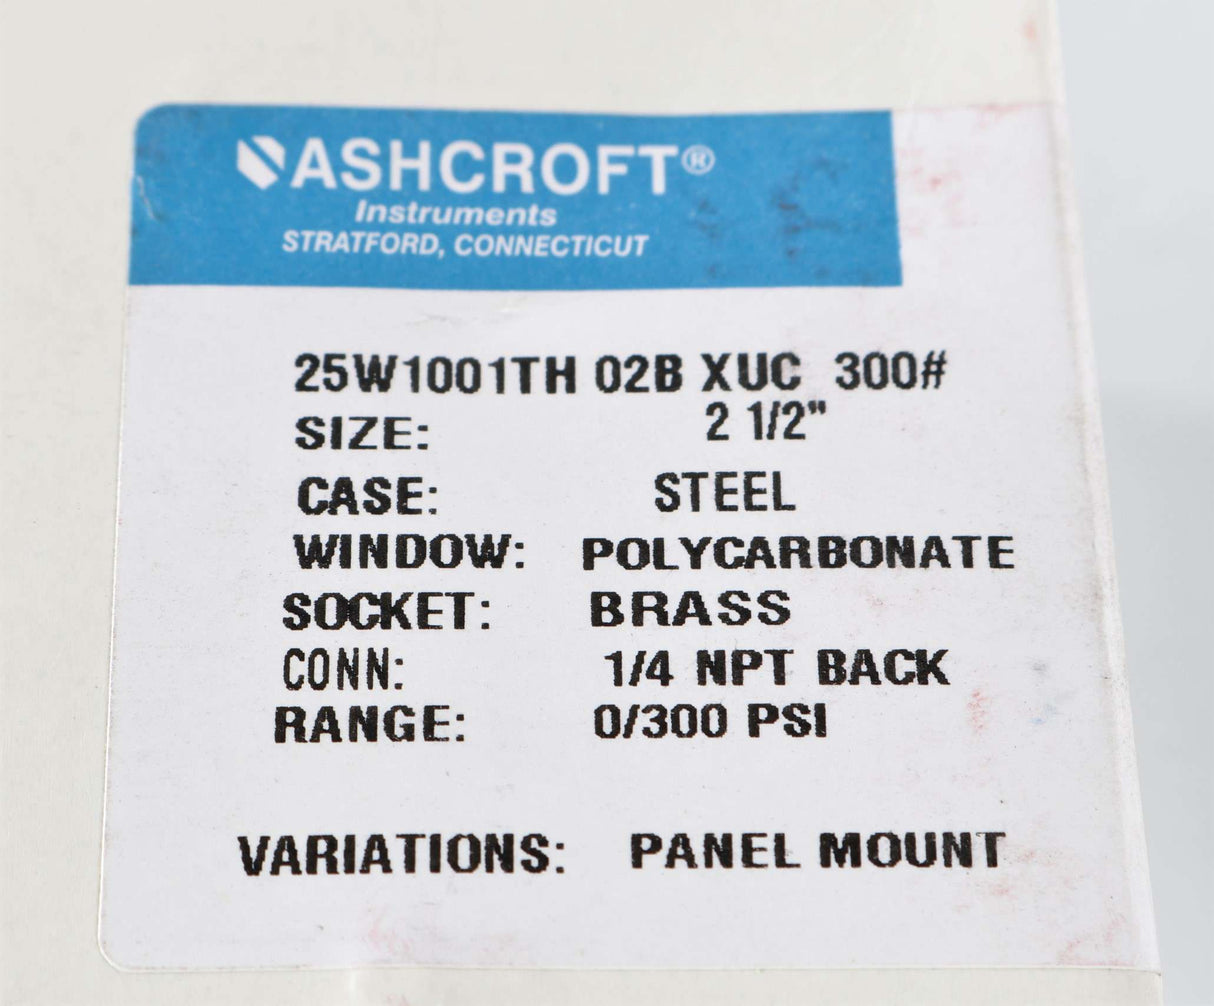 ASHCROFT®
Instruments
STRATFORD, CONNECTICUT
25W1001TH 02B XUC 300#
SIZE: 2 1/2"
CASE: STEEL
WINDOW: POLYCARBONATE
SOCKET: BRASS
CONN: 1/4 NPT BACK
RANGE: 0/300 PSI
VARIATIONS: PANEL MOUNT